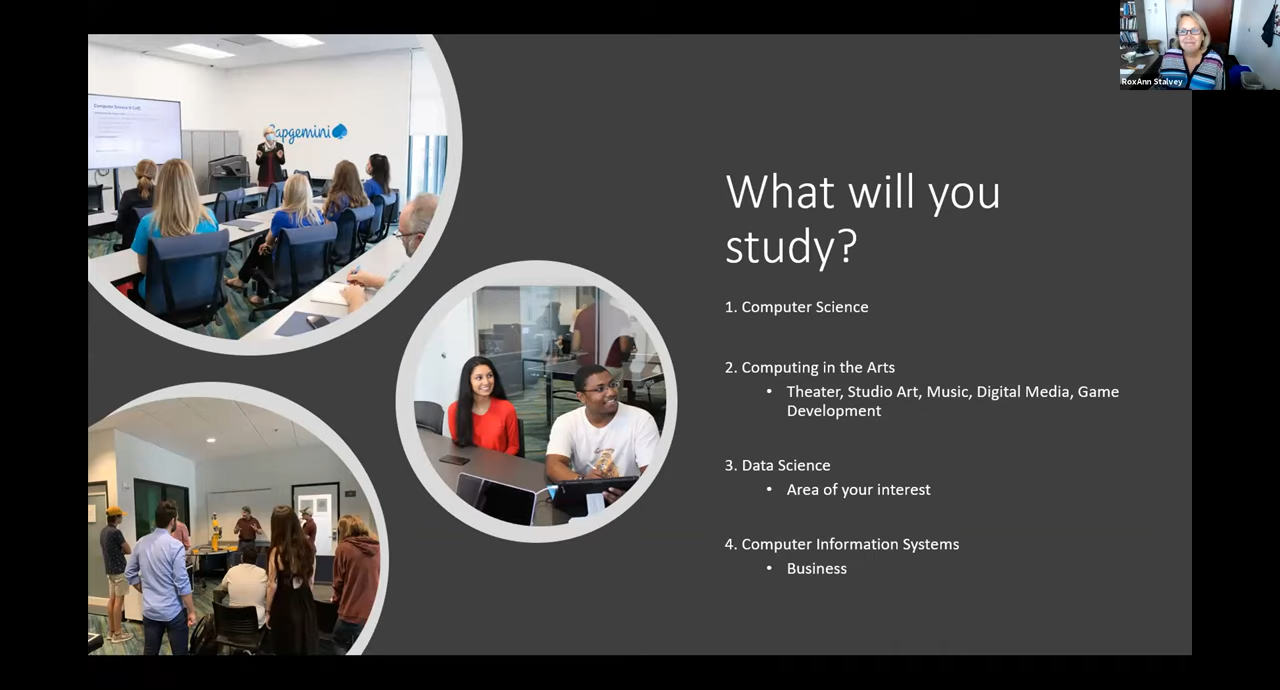 RoxAnn Stalvey
Capgemini
What will you
study?
1. Computer Science
2. Computing in the Arts
• Theater, Studio Art, Music, Digital Media, Game
Development
3. Data Science
• Area of your interest
4. Computer Information Systems
• Business